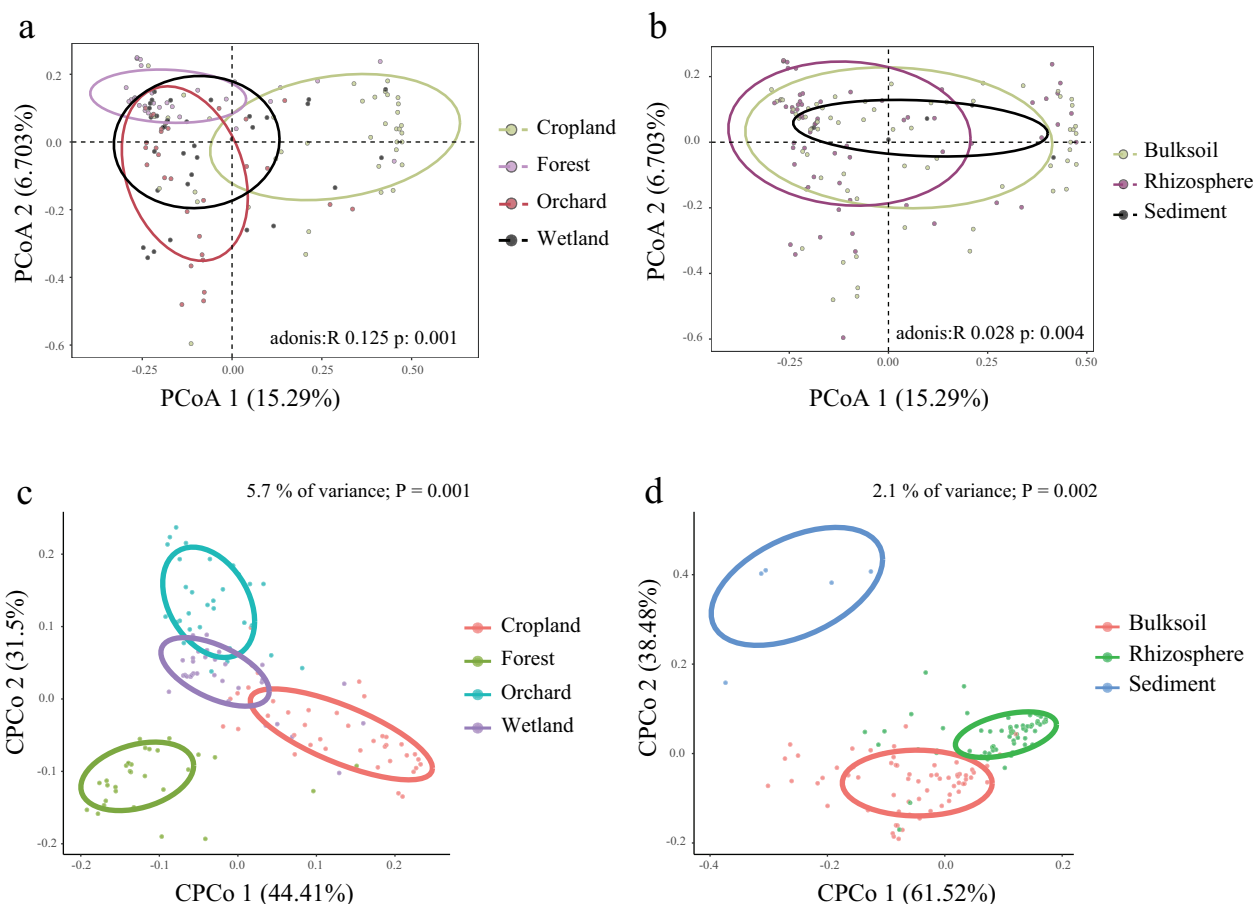 a
0.2
0.0
-0.2
-0.4
-0.6
PCoA 2 (6.703%)
adonis:R 0.125 p: 0.001
-0.25
0.00
0.25
0.50
PCoA 1 (15.29%)
Cropland
Forest
Orchard
Wetland
b
0.2
0.0
-0.2
-0.4
-0.6
PCoA 2 (6.703%)
adonis:R 0.028 p: 0.004
-0.25
0.00
0.25
0.50
PCoA 1 (15.29%)
Bulksoil
Rhizosphere
Sediment
c
5.7 % of variance; P = 0.001
0.2
0.1
0.0
-0.1
-0.2
CPCo 2 (31.5%)
-0.2
-0.1
0.0
0.1
0.2
CPCo 1 (44.41%)
Cropland
Forest
Orchard
Wetland
d
2.1 % of variance; P = 0.002
0.4
0.2
0.0
-0.2
CPCo 2 (38.48%)
-0.4
-0.2
0.0
0.2
CPCo 1 (61.52%)
Bulksoil
Rhizosphere
Sediment